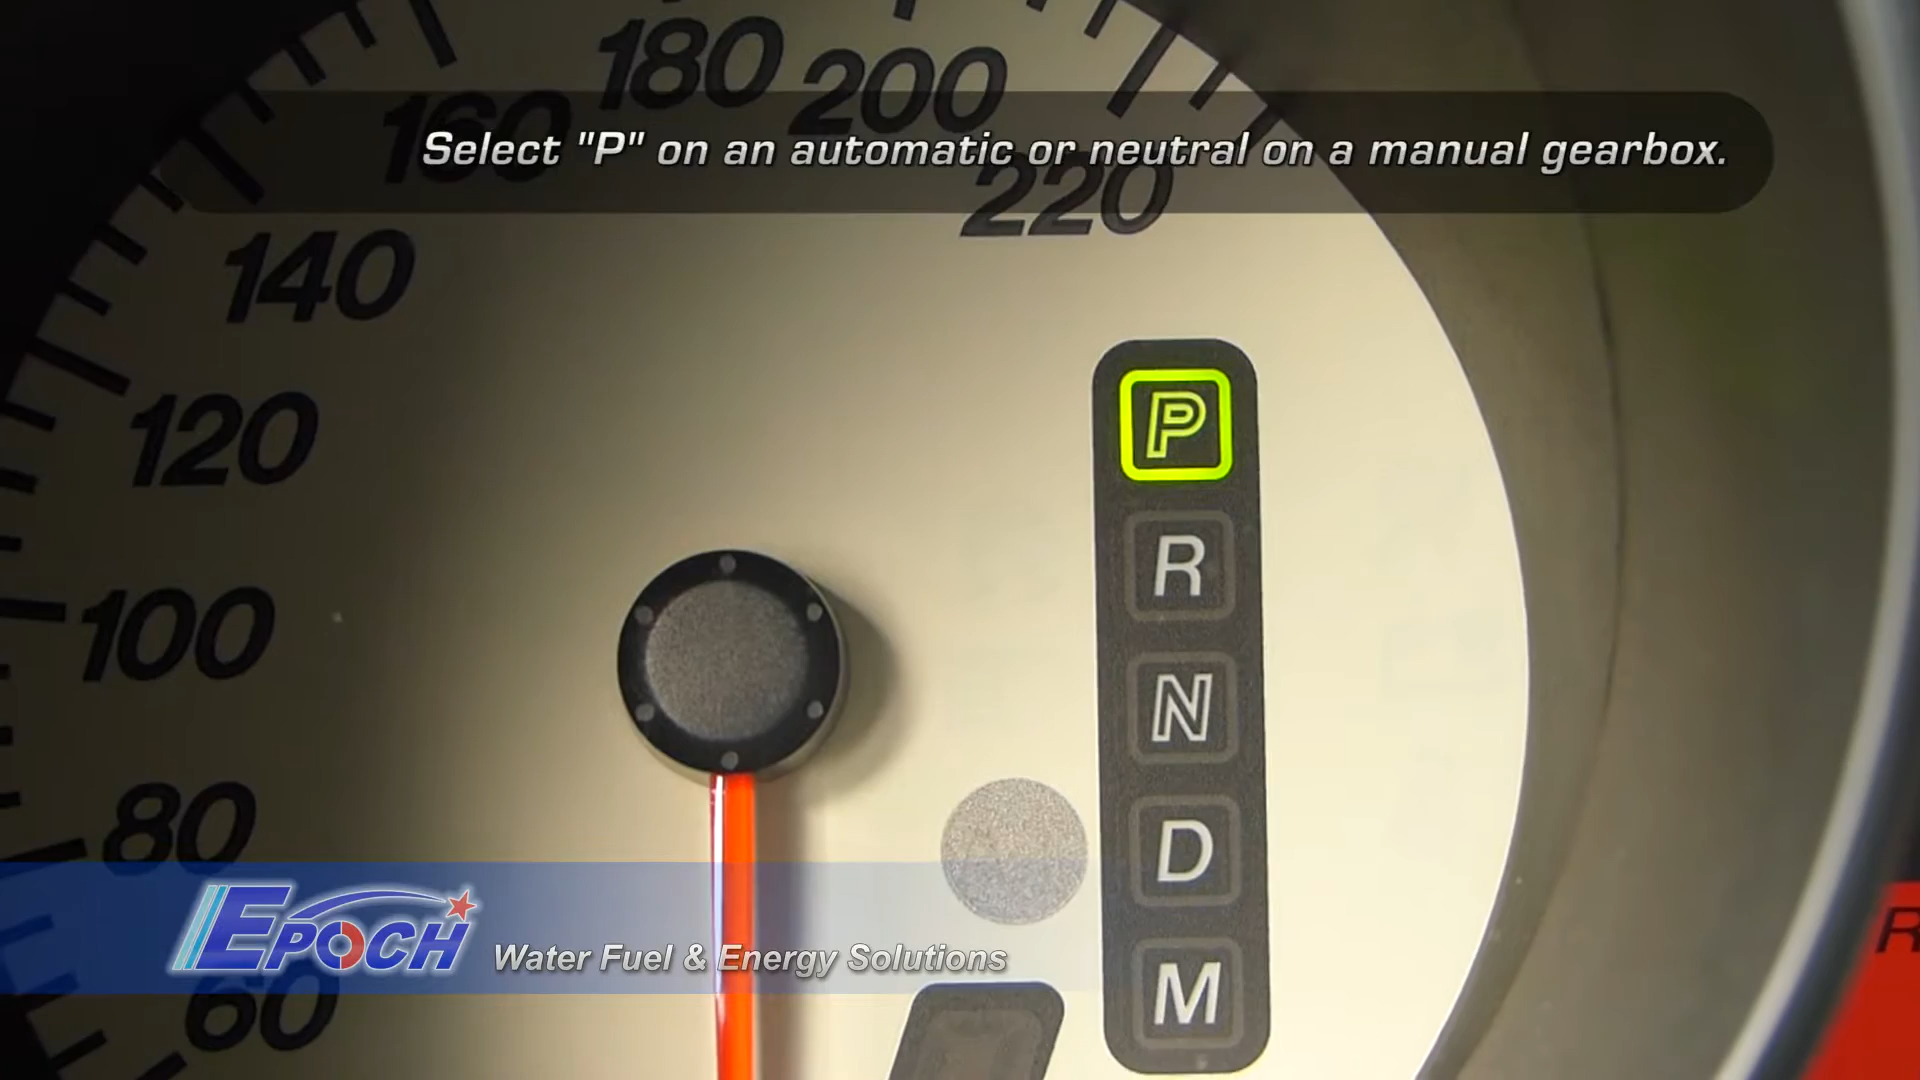 180
200
160
Select "P" on an automatic or neutral on a manual gearbox.
220
140
120
P
R
100
N
80
D
EPOCH
Water Fuel & Energy Solutions
M
60
R